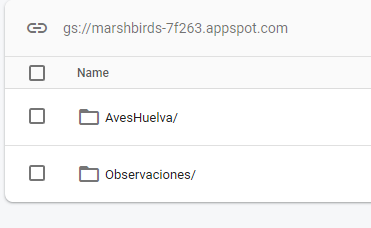 gs://marshbirds-7f263.appspot.com
Name
AvesHuelva/
Observaciones/